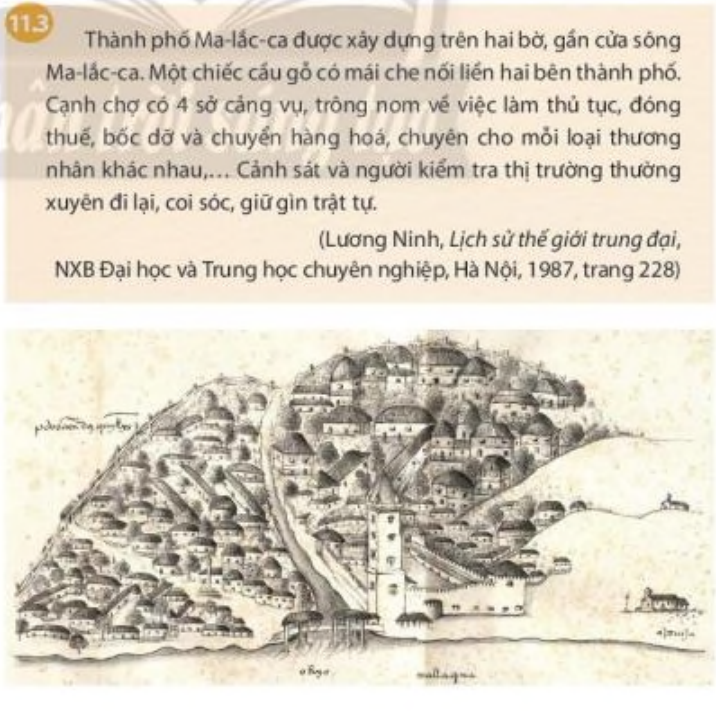 11.3
Thành phố Ma-lắc-ca được xây dựng trên hai bờ, gần cửa sông
Ma-lắc-ca. Một chiếc cầu gỗ có mái che nối liền hai bên thành phố.
Cạnh chợ có 4 sở cảng vụ, trông nom về việc làm thủ tục, đóng
thuế, bốc dỡ và chuyển hàng hoá, chuyên cho mỗi loại thương
nhân khác nhau,... Cảnh sát và người kiểm tra thị trường thường
xuyên đi lại, coi sóc, giữ gìn trật tự.
(Lương Ninh, Lịch sử thế giới trung đại,
NXB Đại học và Trung học chuyên nghiệp, Hà Nội, 1987, trang 228)